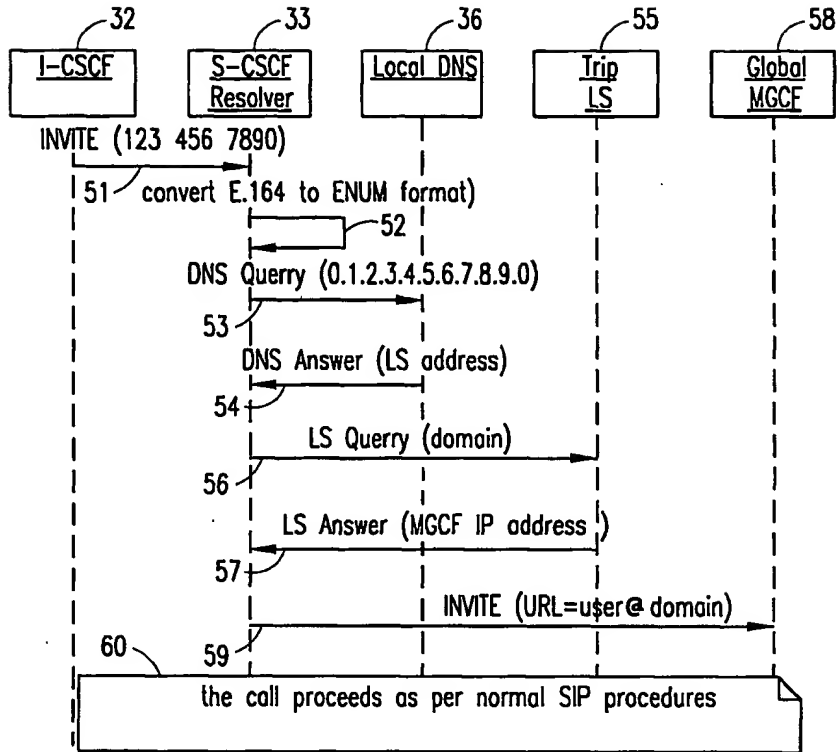 32 33 36 55 58
I-CSCF S-CSCF Resolver Local DNS Trip LS Global MGCF
INVITE (123 456 7890)
51 convert E.164 to ENUM format)
52
DNS Querry (0.1.2.3.4.5.6.7.8.9.0)
53
DNS Answer (LS address)
54
LS Querry (domain)
56
LS Answer (MGCF IP address )
57
INVITE (URL=user@domain)
59
60
the call proceeds as per normal SIP procedures